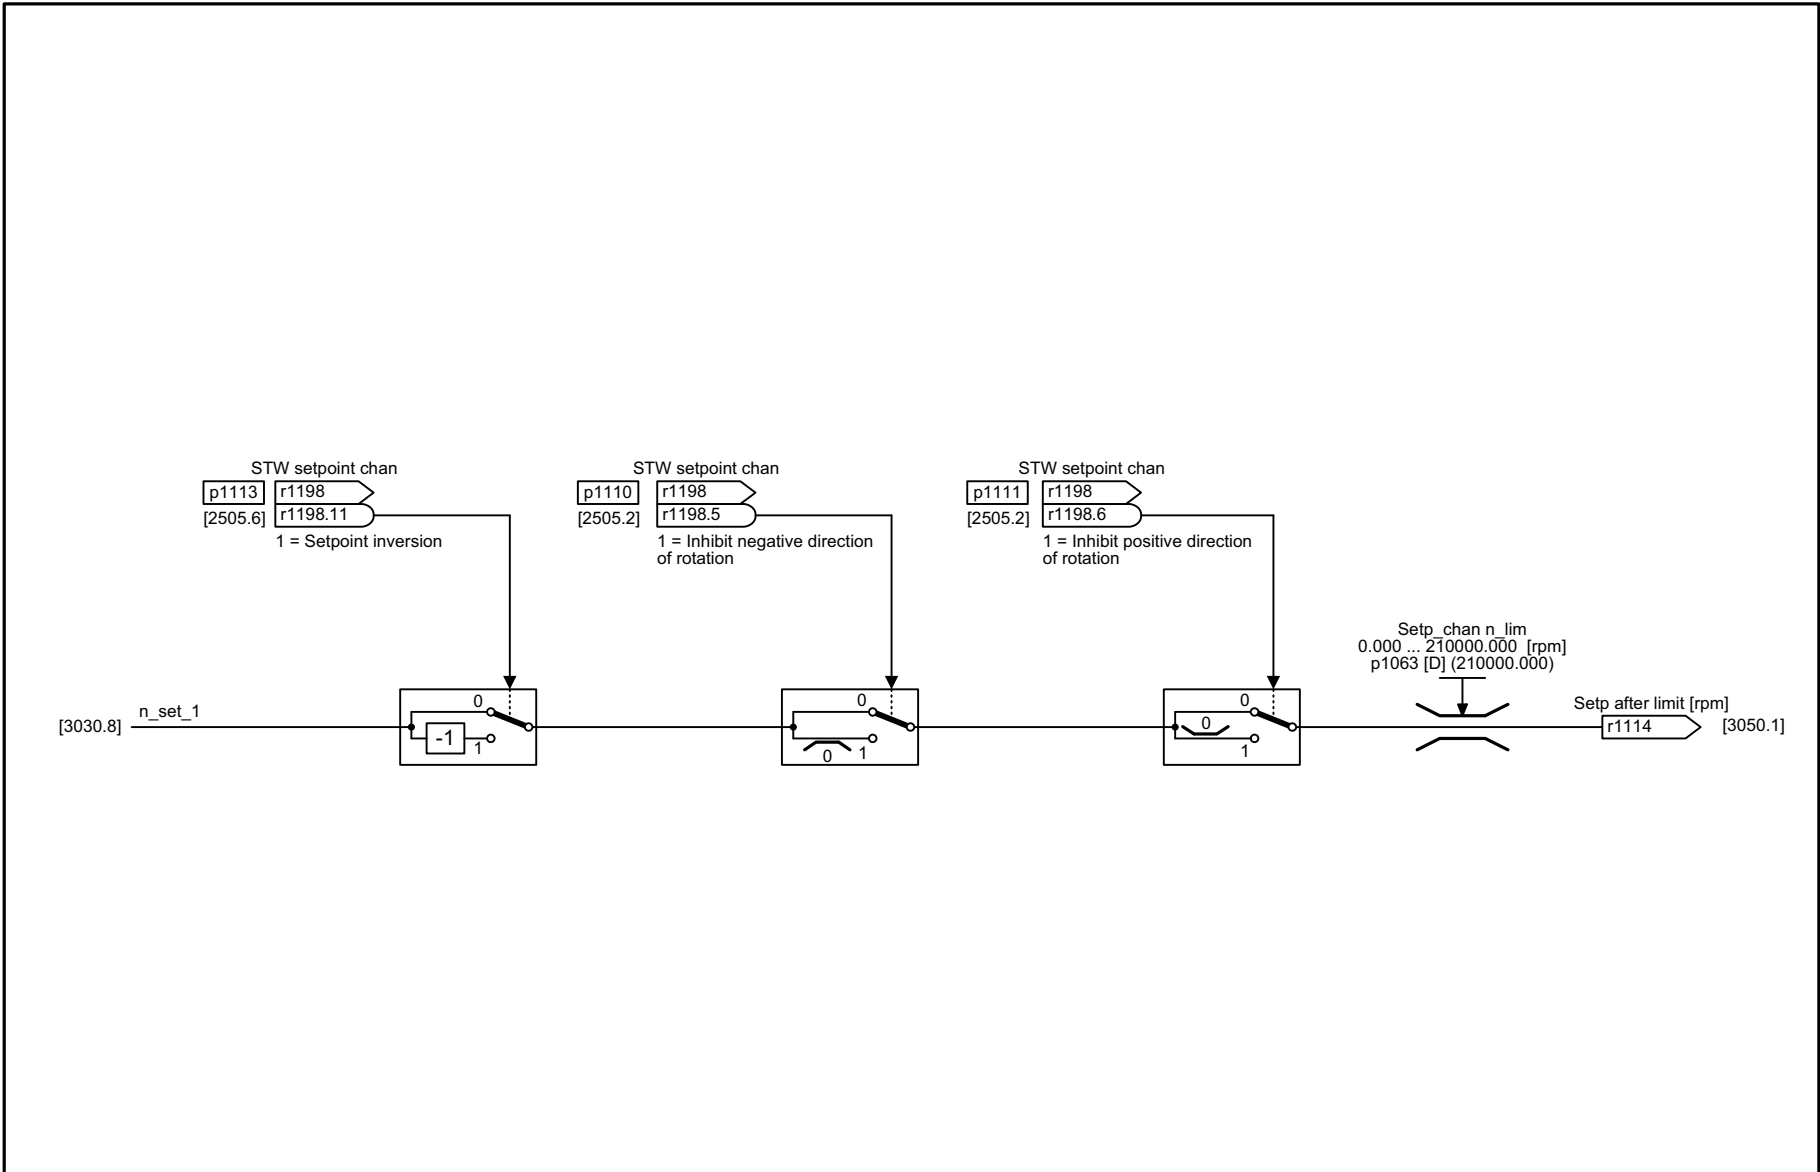 STW setpoint chan
p1113 r1198
[2505.6] r1198.11
1 = Setpoint inversion
STW setpoint chan
p1110 r1198
[2505.2] r1198.5
1 = Inhibit negative direction
of rotation
STW setpoint chan
p1111 r1198
[2505.2] r1198.6
1 = Inhibit positive direction
of rotation
Setp_chan n_lim
0.000 ... 210000.000 [rpm]
p1063 [D] (210000.000)
[3030.8] n_set_1
0
-1 1
0
0 1
0
0
1
Setp after limit [rpm]
r1114 [3050.1]